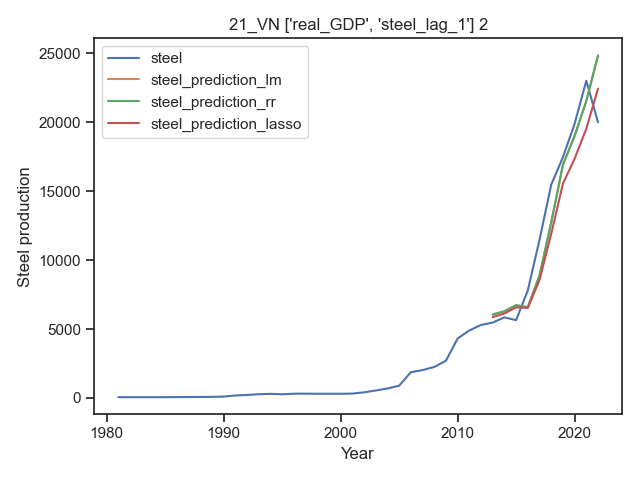 21_VN ['real_GDP', 'steel_lag_1'] 2
25000
20000
15000
10000
5000
0
Steel production
steel
steel_prediction_lm
steel_prediction_rr
steel_prediction_lasso
1980
1990
2000
2010
2020
Year